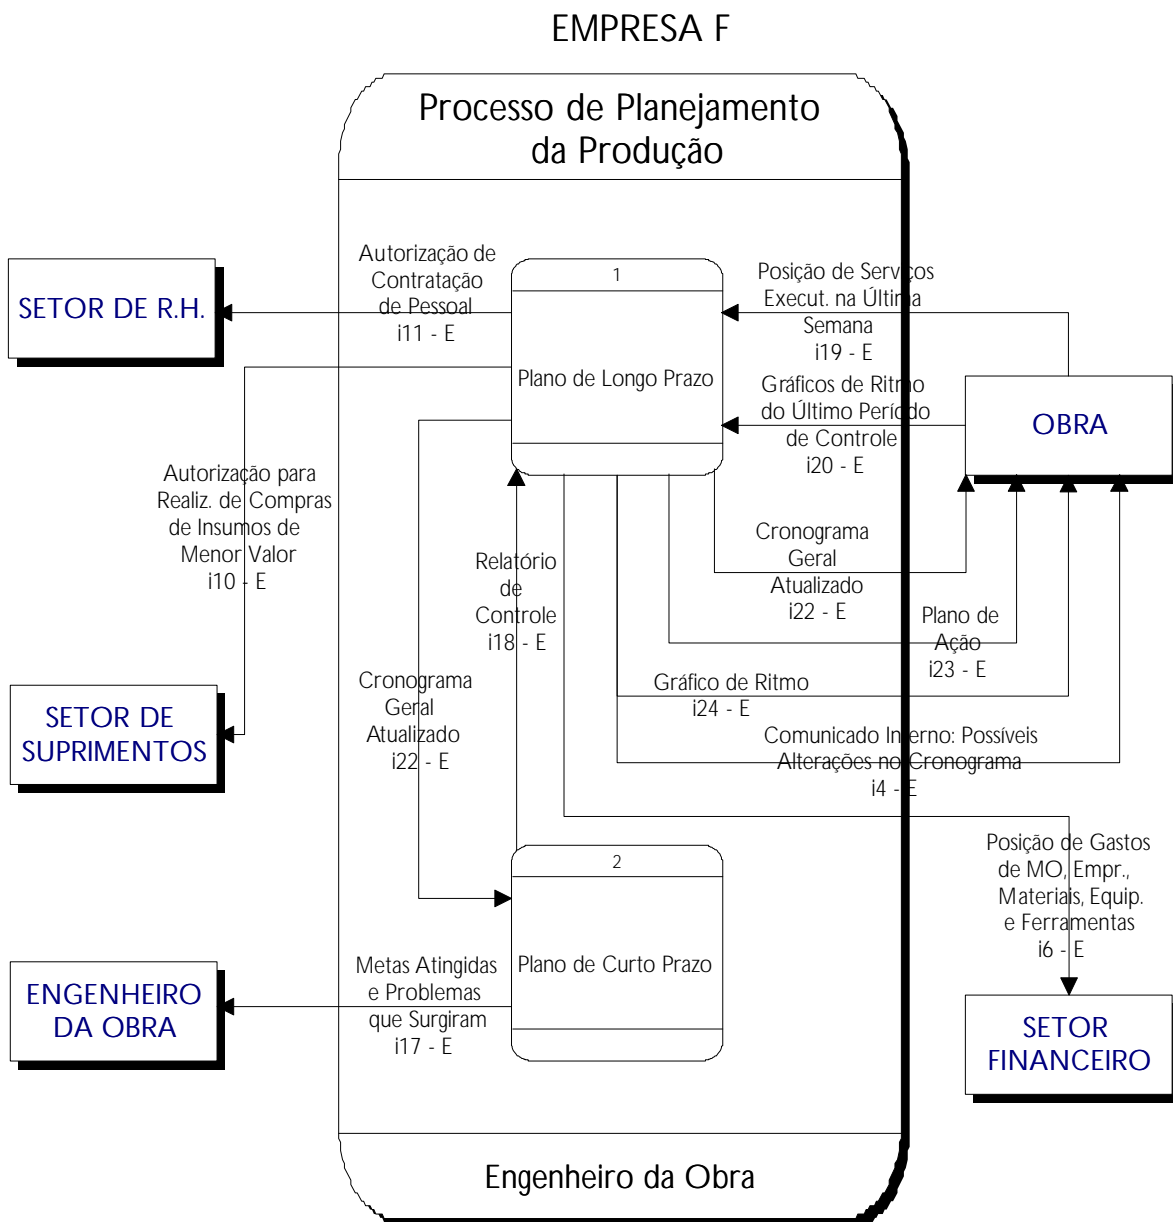 EMPRESA F
Processo de Planejamento
da Produção
Autorização de
Contratação
de Pessoal
i11 - E
1
Plano de Longo Prazo
Posição de Serviços
Execut. na Última
Semana
i19 - E
SETOR DE R.H.
Gráficos de Ritmo
do Último Período
de Controle
i20 - E
OBRA
Autorização para
Realiz. de Compras
de Insumos de
Menor Valor
i10 - E
Relatório
de
Controle
i18 - E
Cronograma
Geral
Atualizado
i22 - E
Plano de
Ação
i23 - E
Gráfico de Ritmo
i24 - E
Comunicado Interno: Possíveis
Alterações no Cronograma
i4 - E
SETOR DE
SUPRIMENTOS
Cronograma
Geral
Atualizado
i22 - E
2
Plano de Curto Prazo
Posição de Gastos
de MO, Empr.,
Materiais, Equip.
e Ferramentas
i6 - E
ENGENHEIRO
DA OBRA
Metas Atingidas
e Problemas
que Surgiram
i17 - E
SETOR
FINANCEIRO
Engenheiro da Obra